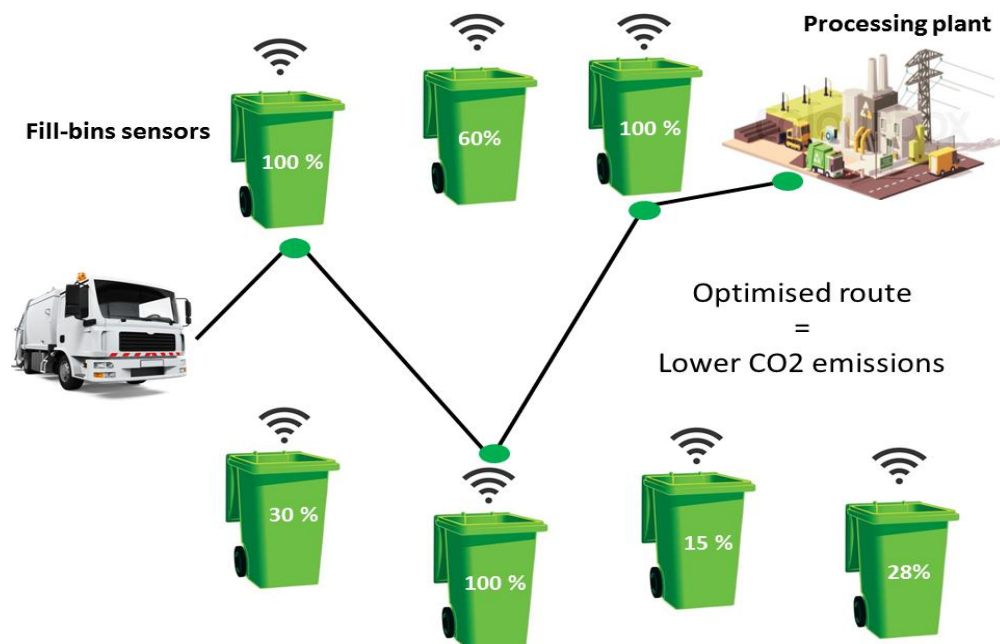 Processing plant
Fill-bins sensors
100 %
60%
100 %
Optimised route
=
Lower CO2 emissions
30 %
100 %
15 %
28%